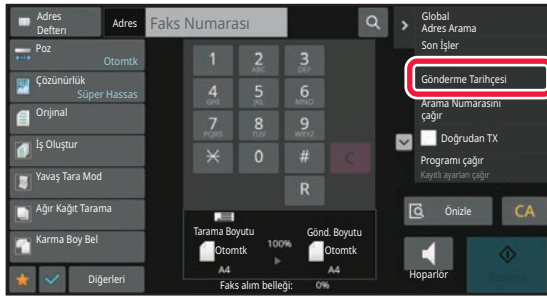 Adres
Defteri
Adres
Faks Numarası
Global
Adres Arama
Poz
Otomtk
Son İşler
Çözünürlük
Süper Hassas
Gönderme Tarihçesi
Orijinal
Arama Numarasını
çağır
İş Oluştur
Doğrudan TX
Yavaş Tara Mod
Programı çağır
Kayıtlı ayarları çağır
Ağır Kağıt Tarama
Karma Boy Bel
Diğerleri
1
2
ABC
3
DEF
4
GHI
5
JKL
6
MNO
7
PQRS
8
TUV
9
WXYZ
0
#
C
R
Tarama Boyutu
Gönd. Boyutu
Otomtk
100%
Otomtk
A4
A4
Faks alım belleği: 0%
Önizle
CA
Hoparlör